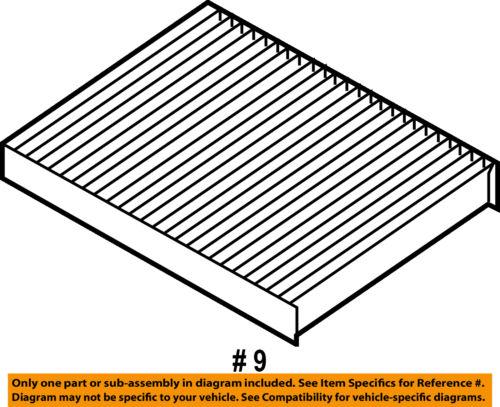 # 9
Only one part or sub-assembly in diagram included. See Item Specifics for Reference #.
Diagram may not be specific to your vehicle. See Compatibility for vehicle-specific diagrams.